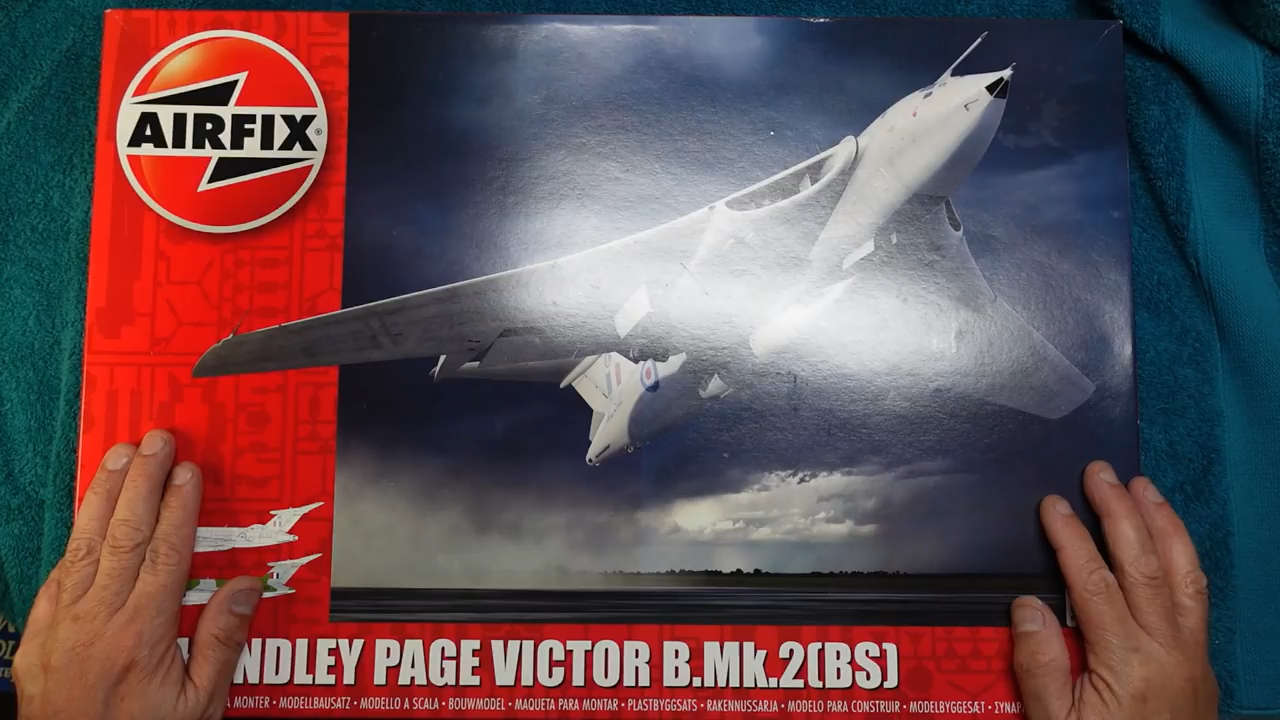 AIRFIX®
NDLEY PAGE VICTOR B.Mk.2(BS)
A MONTER • MODELLBAUSATZ • MODELLO A SCALA • BOUWMODEL • MAQUETA PARA MONTAR • PLASTBYGGSATS • RAKENNUSSARJA • MODELO PARA CONSTRUIR • MODELBYGGESÆT • ΣΥΝΑΡ